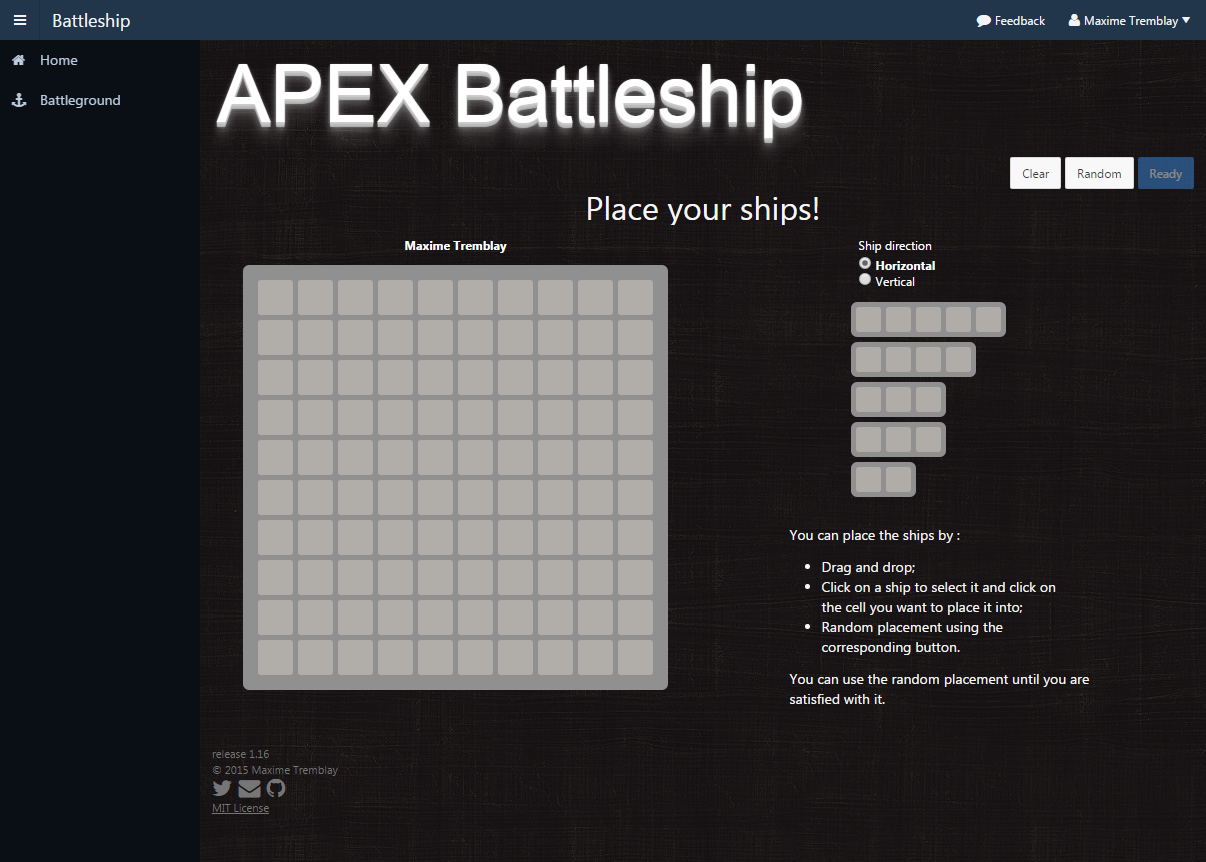 Battleship
Feedback
Maxime Tremblay
Home
Battleground
APEX Battleship
Clear
Random
Ready
Place your ships!
Maxime Tremblay
Ship direction
Horizontal
Vertical
You can place the ships by :
Drag and drop;
Click on a ship to select it and click on
the cell you want to place it into;
Random placement using the
corresponding button.
You can use the random placement until you are
satisfied with it.
release 1.16
© 2015 Maxime Tremblay
MIT License